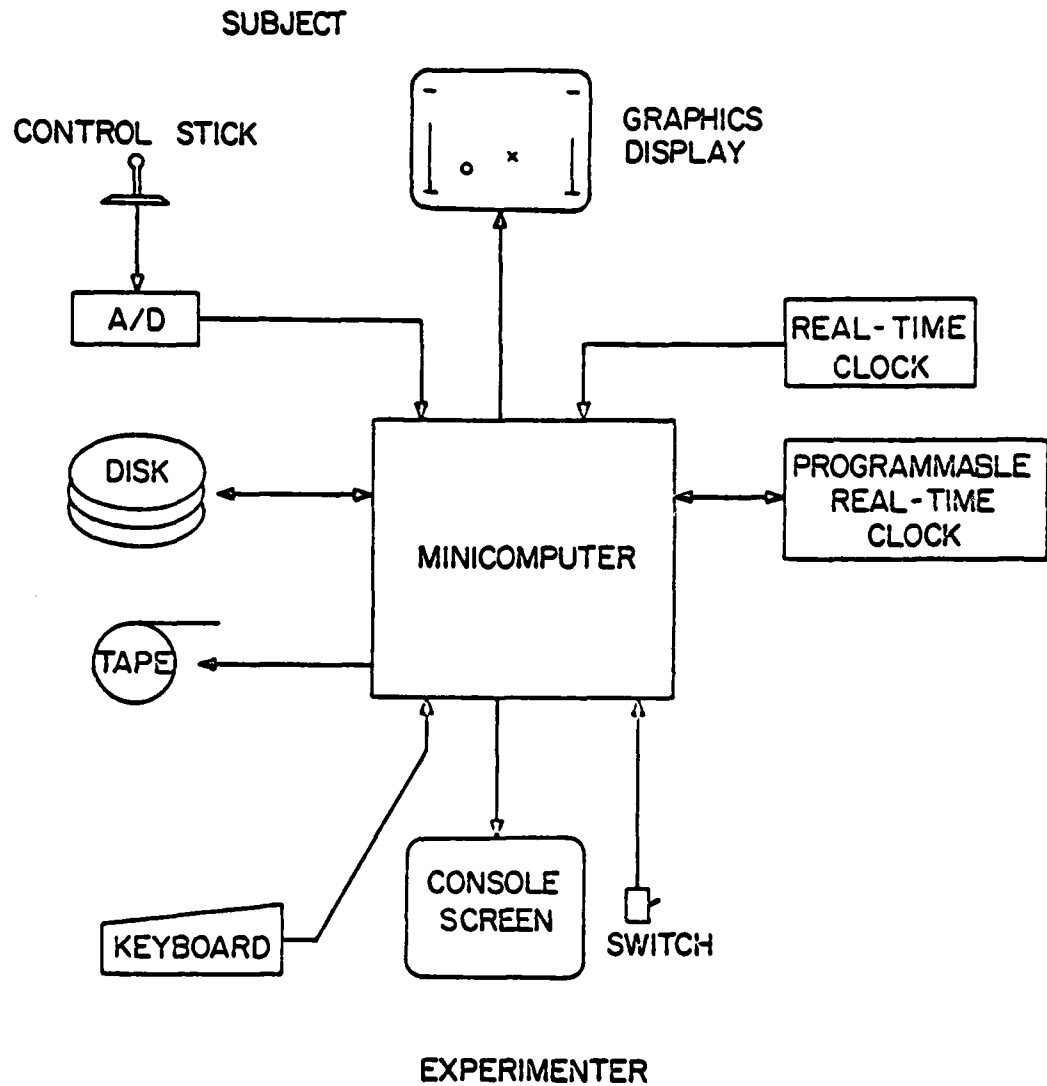 SUBJECT
CONTROL STICK
GRAPHICS
DISPLAY
A/D
REAL-TIME
CLOCK
DISK
PROGRAMMABLE
REAL-TIME
CLOCK
MINICOMPUTER
TAPE
CONSOLE
SCREEN
KEYBOARD
SWITCH
EXPERIMENTER